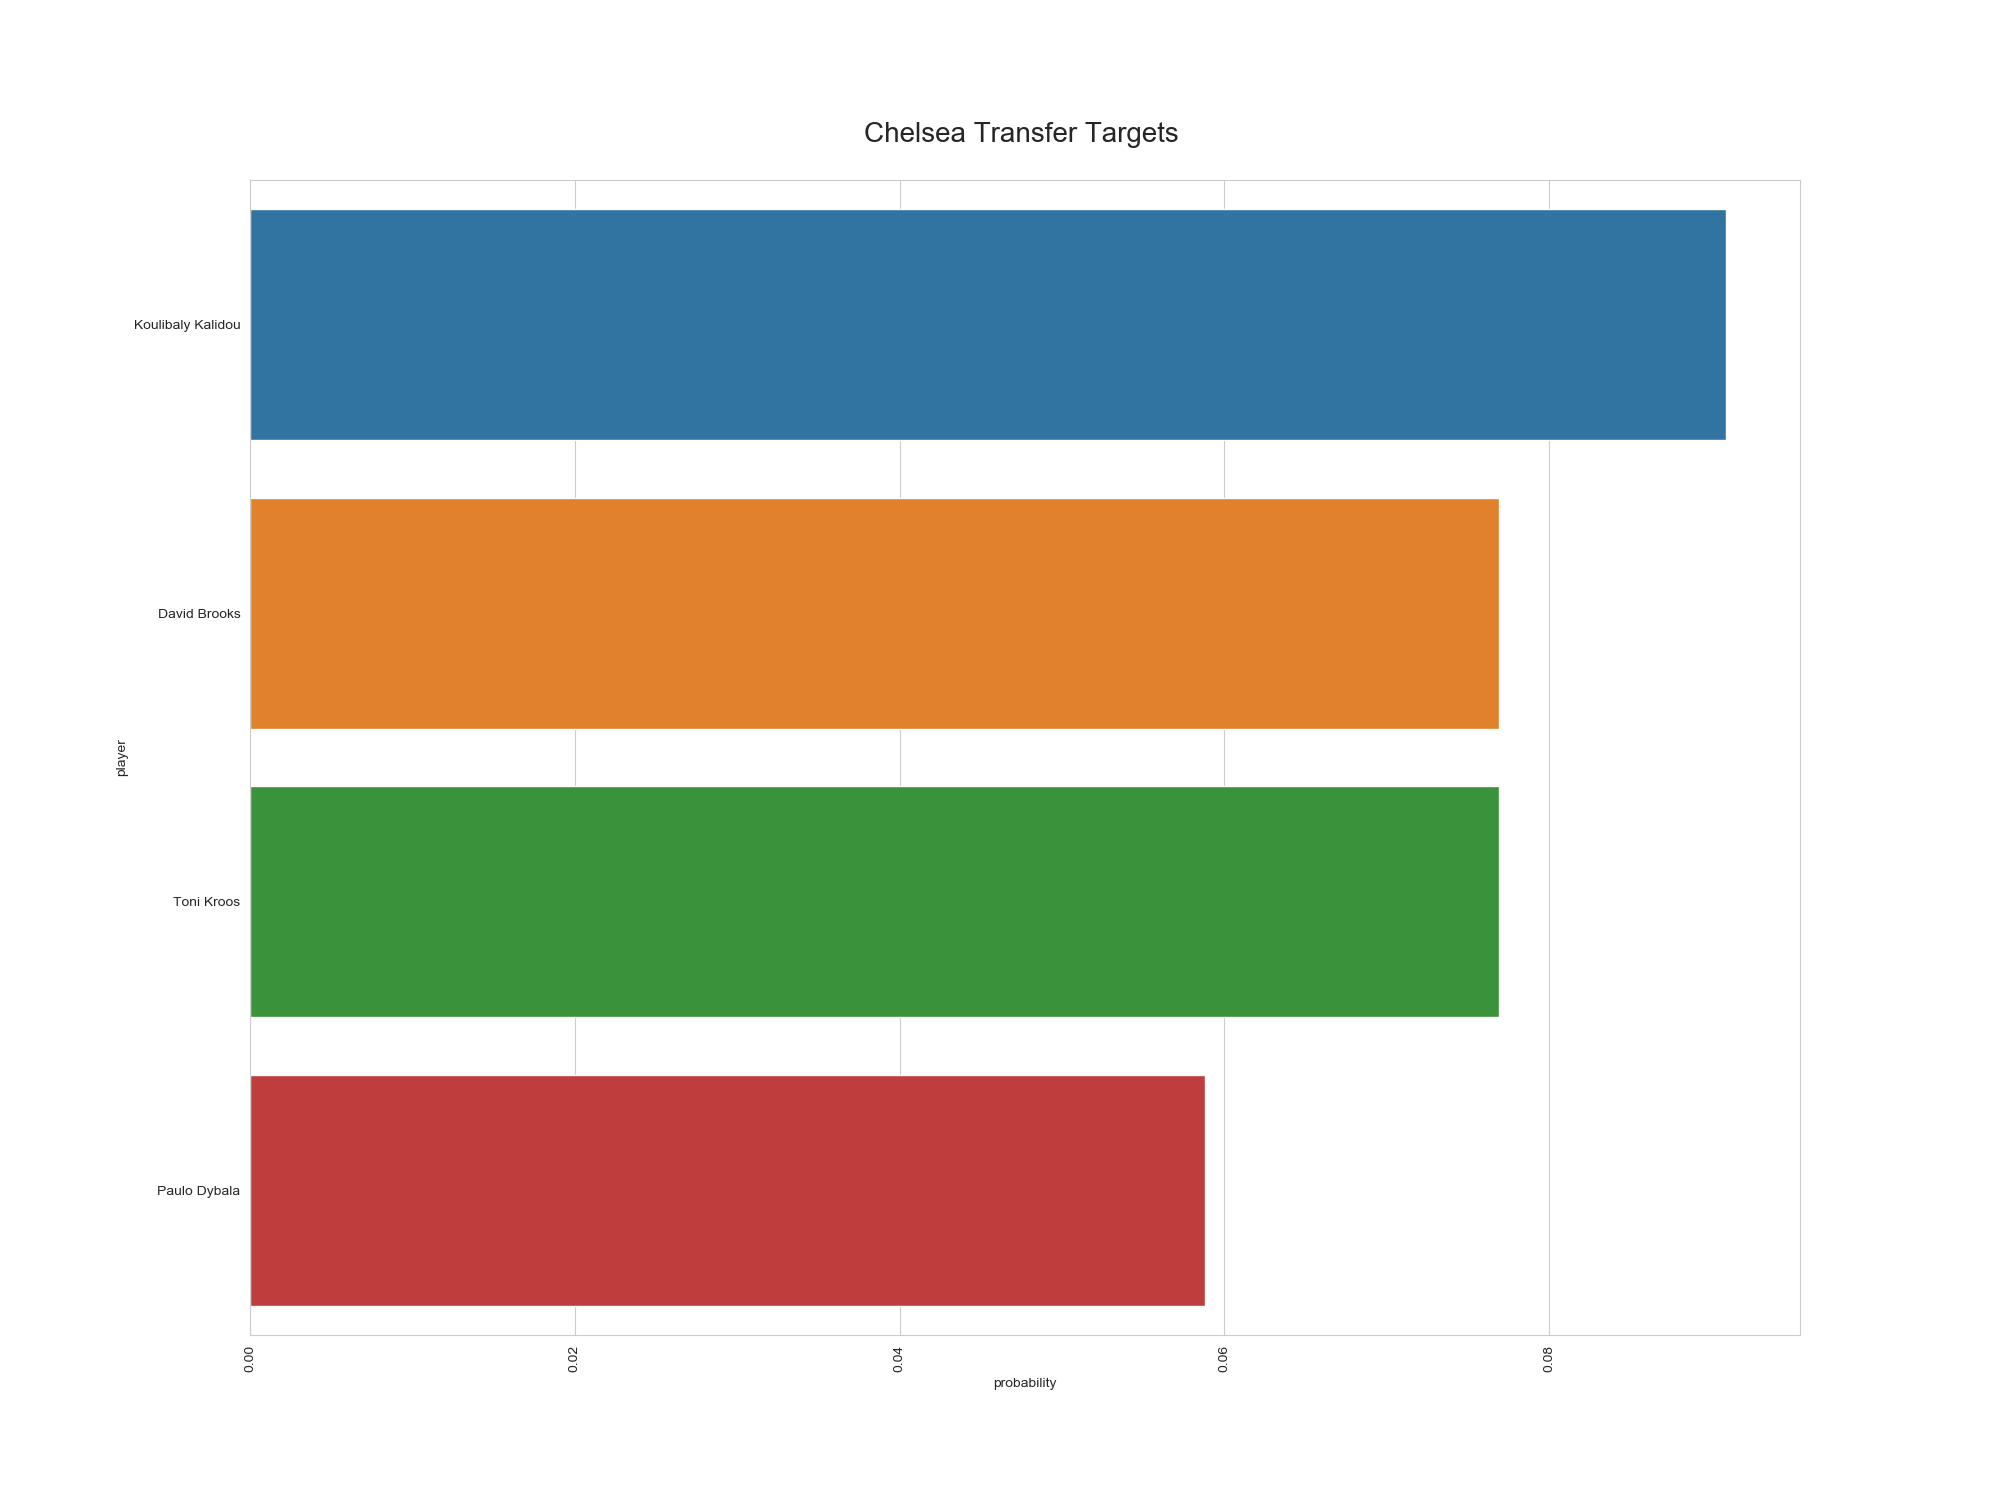 Chelsea Transfer Targets
Koulibaly Kalidou
David Brooks
Toni Kroos
Paulo Dybala
player
0.00
0.02
0.04
0.06
0.08
probability